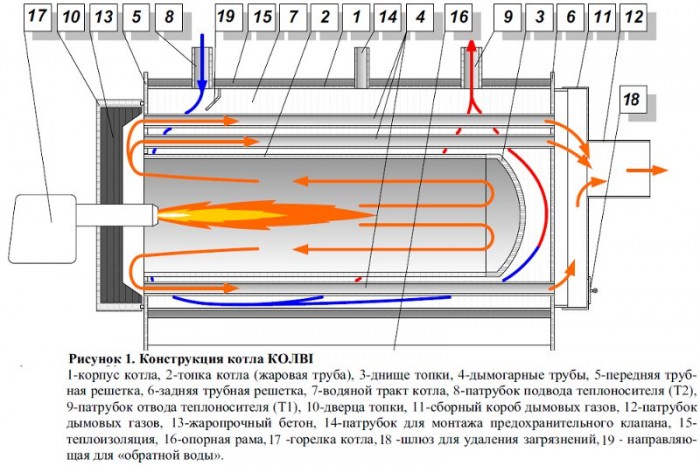 17 10 13 5 8 19 15 7 2 1 14 4 16 9 3 6 11 12
18
Рисунок 1. Конструкция котла КОЛВІ
1-корпус котла, 2-топка котла (жаровая труба), 3-днище топки, 4-дымогарные трубы, 5-передняя труб-
ная решетка, 6-задняя трубная решетка, 7-водяной тракт котла, 8-патрубок подвода теплоносителя (Т2),
9-патрубок отвода теплоносителя (Т1), 10-дверца топки, 11-сборный короб дымовых газов, 12-патрубок
дымовых газов, 13-жаропрочный бетон, 14-патрубок для монтажа предохранительного клапана, 15-
теплоизоляция, 16-опорная рама, 17 -горелка котла, 18 -шлюз для удаления загрязнений, 19 - направляю-
щая для «обратной воды».